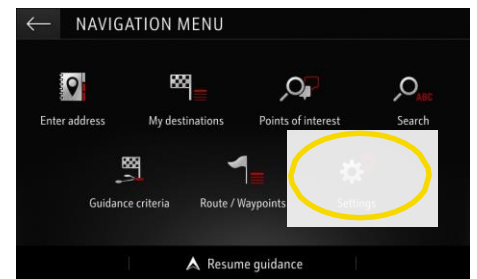 NAVIGATION MENU
Enter address My destinations Points of interest Search
ABC
Guidance criteria Route / Waypoints Settings
Resume guidance